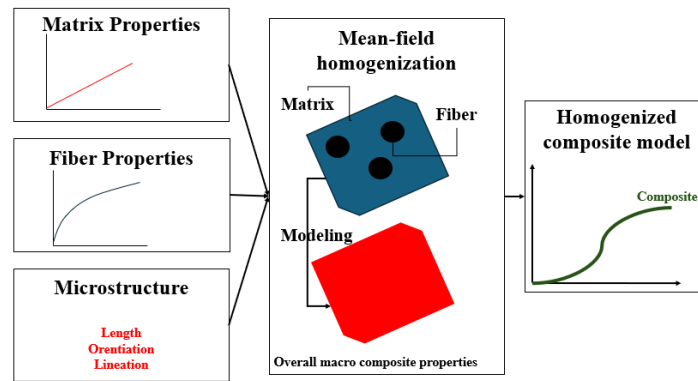 Matrix Properties
Fiber Properties
Microstructure
Length
Orentiation
Lineation
Mean-field
homogenization
Matrix
Fiber
Modeling
Overall macro composite properties
Homogenized
composite model
Composite